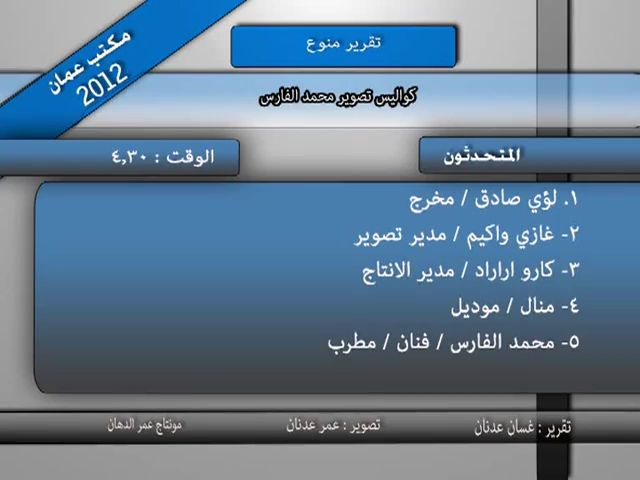 مكتب عمان
2012
تقرير منوع
كواليس تصوير محمد الفارس
المتحدثون
الوقت : ٤,٣٠
١. لؤي صادق / مخرج
٢- غازي واكيم / مدير تصوير
٣- كارو اراراد / مدير الانتاج
٤- منال / موديل
٥- محمد الفارس / فنان / مطرب
تقرير : غسان عدنان
تصوير : عمر عدنان
مونتاج عمر الدهان